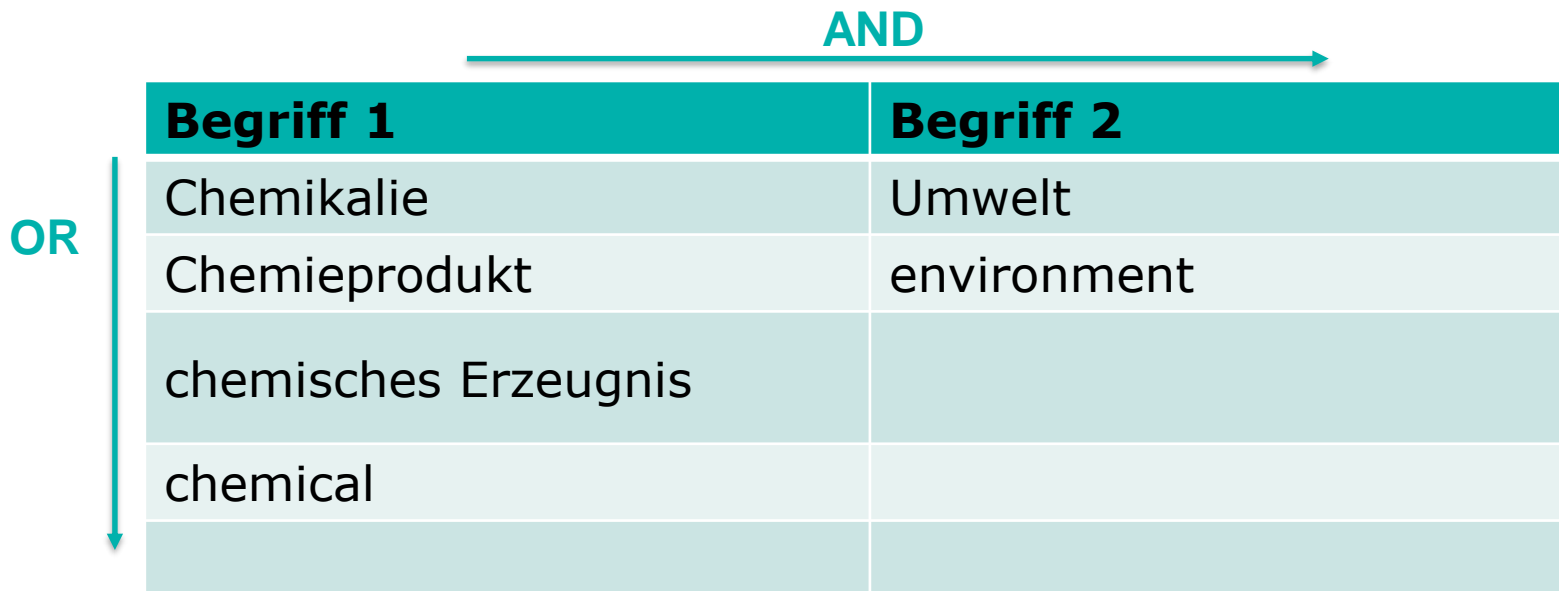 AND
OR
Begriff 1 Begriff 2
Chemikalie Umwelt
Chemieprodukt environment
chemisches Erzeugnis
chemical